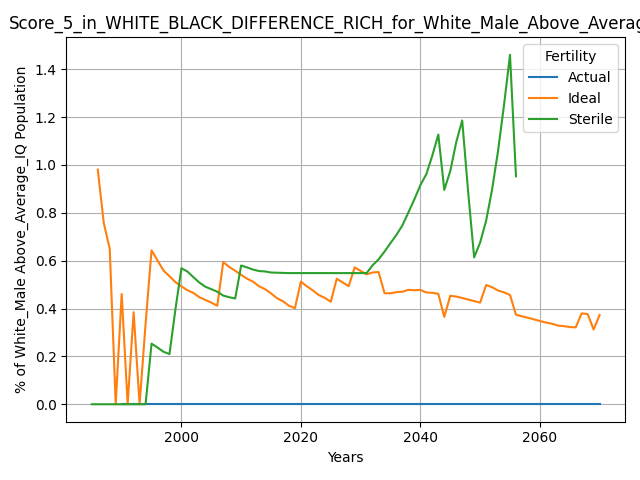 Score_5_in_WHITE_BLACK_DIFFERENCE_RICH_for_White_Male_Above_Averag
1.4
1.2
1.0
0.8
0.6
0.4
0.2
0.0
% of White_Male Above_Average_IQ Population
Fertility
Actual
Ideal
Sterile
2000 2020 2040 2060
Years